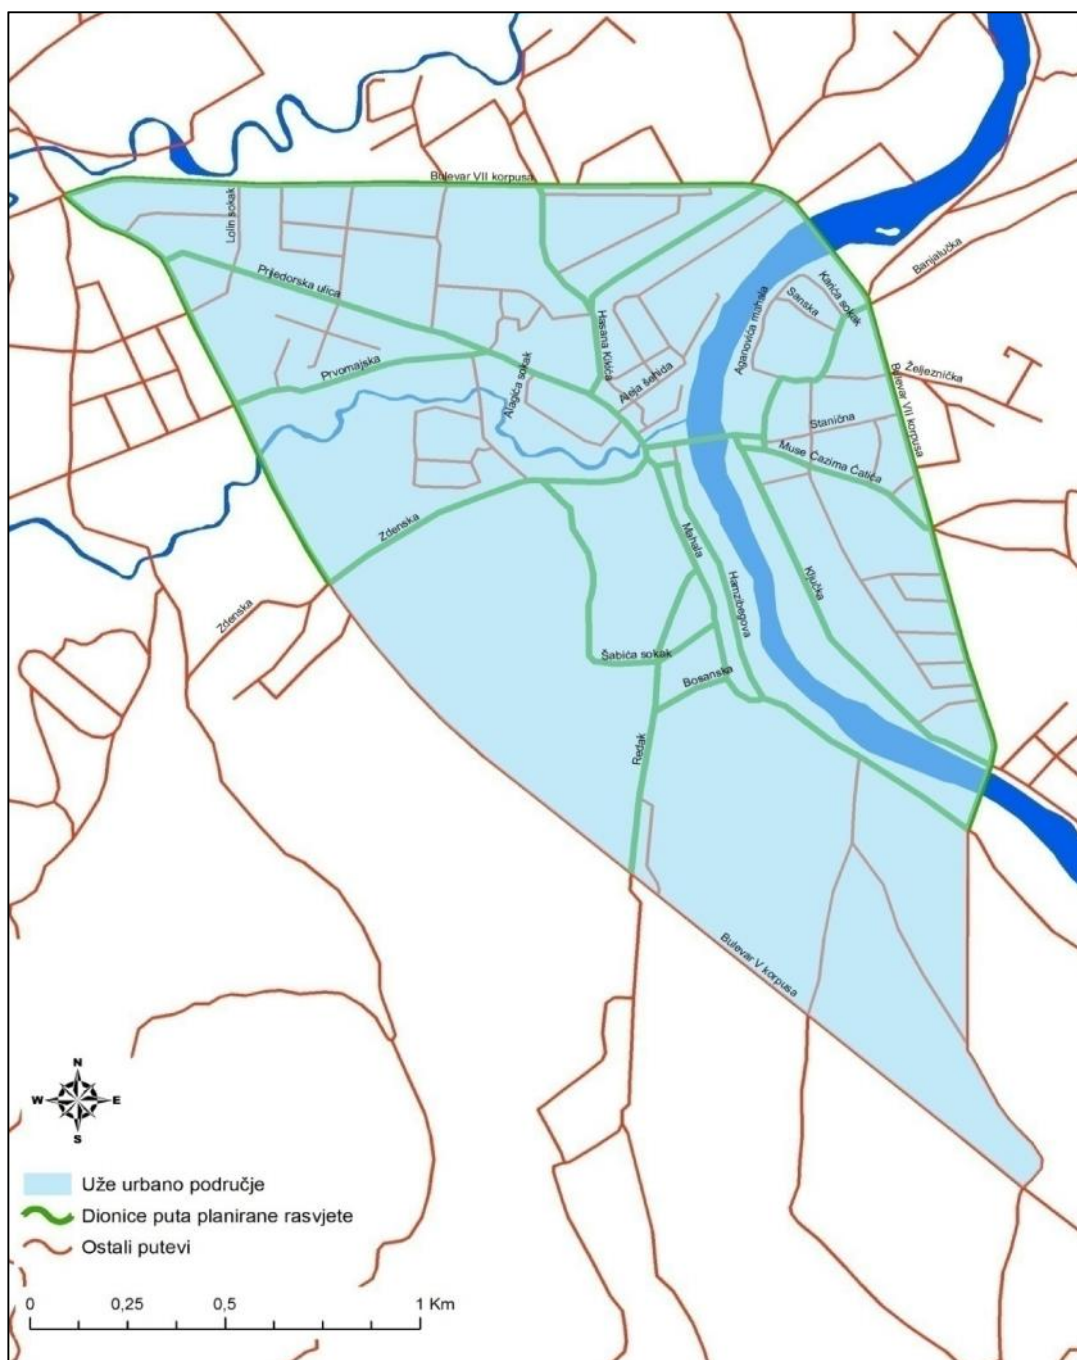 Bulevar VII korpusa
Lolin sokak
Banjalučka
Karića sokak
Prijedorska ulica
Sanska
Aganovića mahala
Hasana Kikića
Prvomajska
Alagića sokak
Aleja šehida
Željeznička
Bulevar VII korpusa
Stanična
Muse Ćazima Ćatića
Zdenska
Mahala
Hamzibegova
Ključka
Zdenska
Šabića sokak
Bosanska
Redak
Bulevar V korpusa
N
W E
S
Uže urbano područje
Dionice puta planirane rasvjete
Ostali putevi
0 0,25 0,5 1 Km